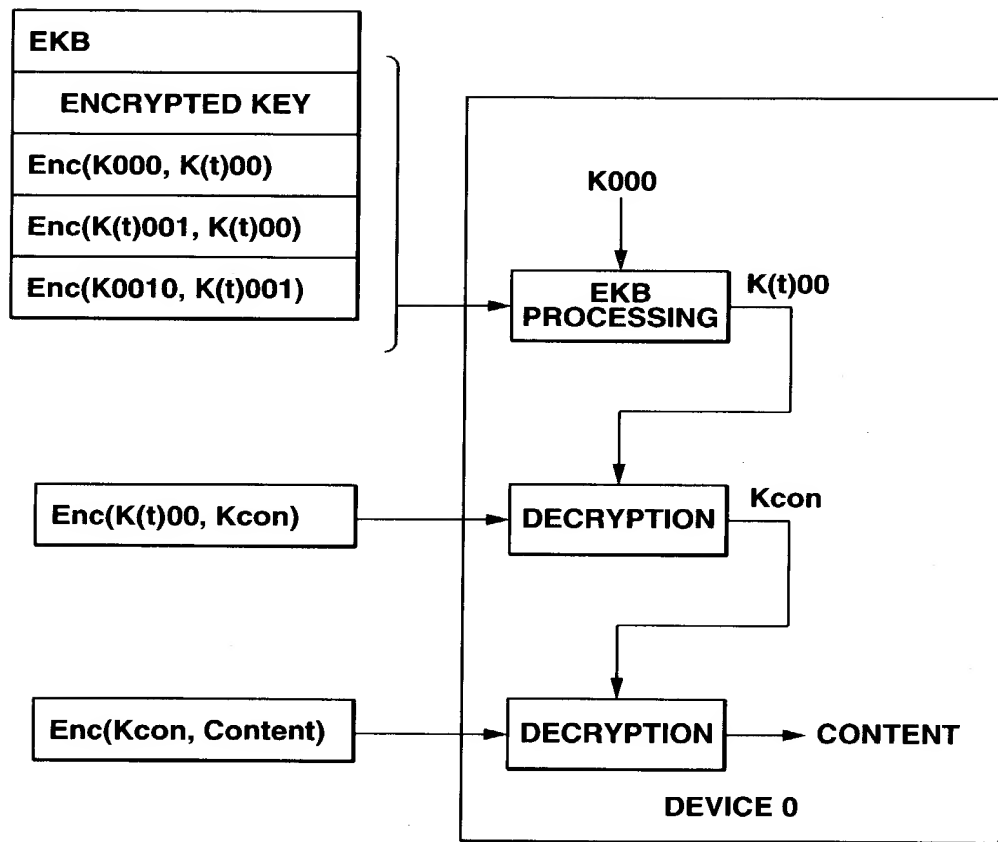 EKB
ENCRYPTED KEY
Enc(K000, K(t)00)
Enc(K(t)001, K(t)00)
Enc(K0010, K(t)001)
K000
EKB
PROCESSING
K(t)00
Enc(K(t)00, Kcon)
DECRYPTION
Kcon
Enc(Kcon, Content)
DECRYPTION
CONTENT
DEVICE 0